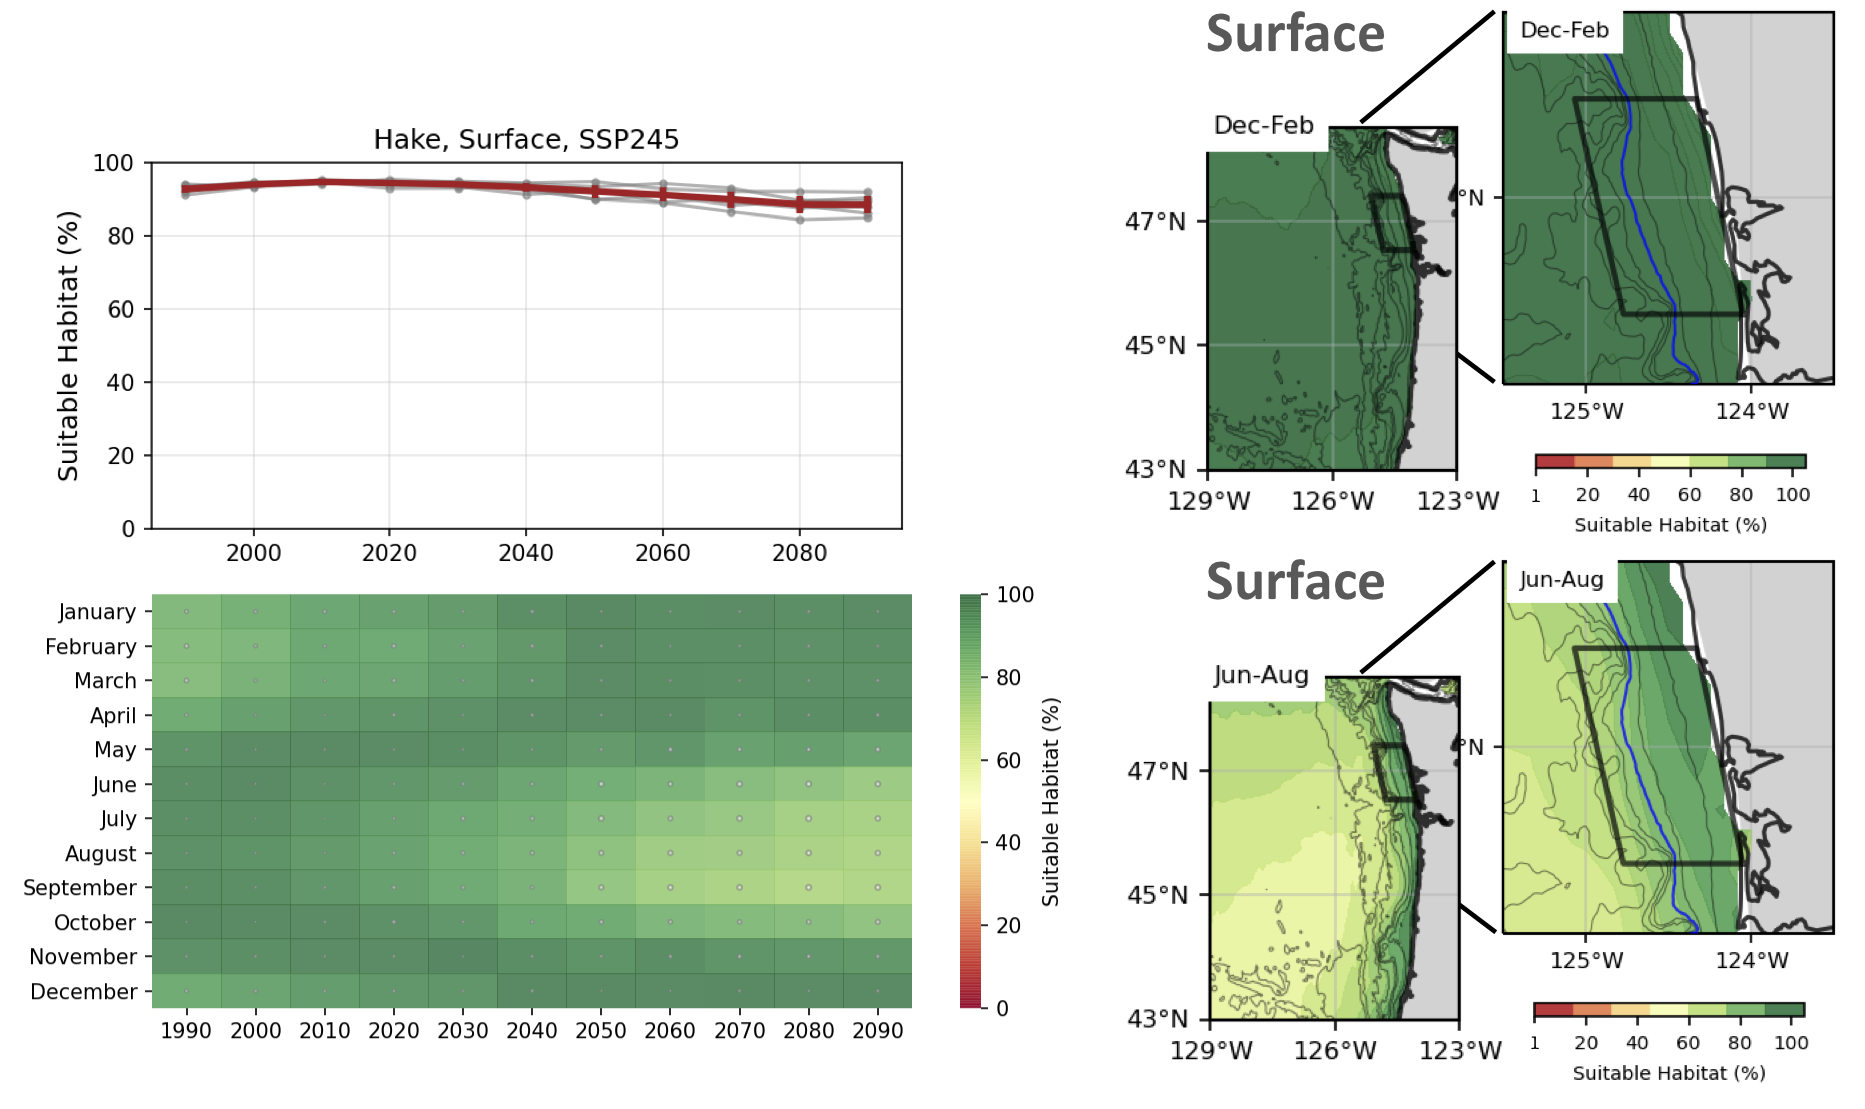 Hake, Surface, SSP245
Suitable Habitat (%)
100
80
60
40
20
0
2000
2020
2040
2060
2080
January
February
March
April
May
June
July
August
September
October
November
December
1990
2000
2010
2020
2030
2040
2050
2060
2070
2080
2090
100
80
60
40
20
0
Suitable Habitat (%)
Surface
Dec-Feb
47°N
45°N
43°N
129°W
126°W
123°W
Dec-Feb
°N
125°W
124°W
1
20
40
60
80
100
Suitable Habitat (%)
Surface
Jun-Aug
47°N
45°N
43°N
129°W
126°W
123°W
Jun-Aug
°N
125°W
124°W
1
20
40
60
80
100
Suitable Habitat (%)